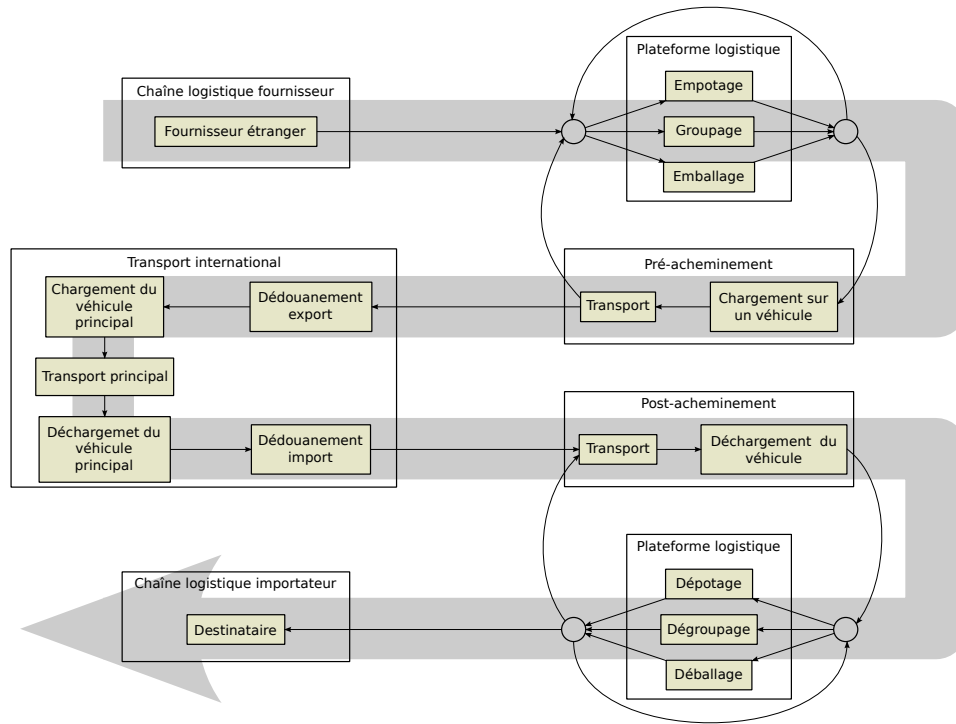 Plateforme logistique
Chaîne logistique fournisseur
Empotage
Fournisseur étranger
Groupage
Emballage
Transport international
Pré-acheminement
Chargement du
véhicule
principal
Dédouanement
export
Transport
Chargement sur
un véhicule
Transport principal
Post-acheminement
Déchargemet du
véhicule
principal
Dédouanement
import
Transport
Déchargement du
véhicule
Plateforme logistique
Chaîne logistique importateur
Dépotage
Destinataire
Dégroupage
Déballage